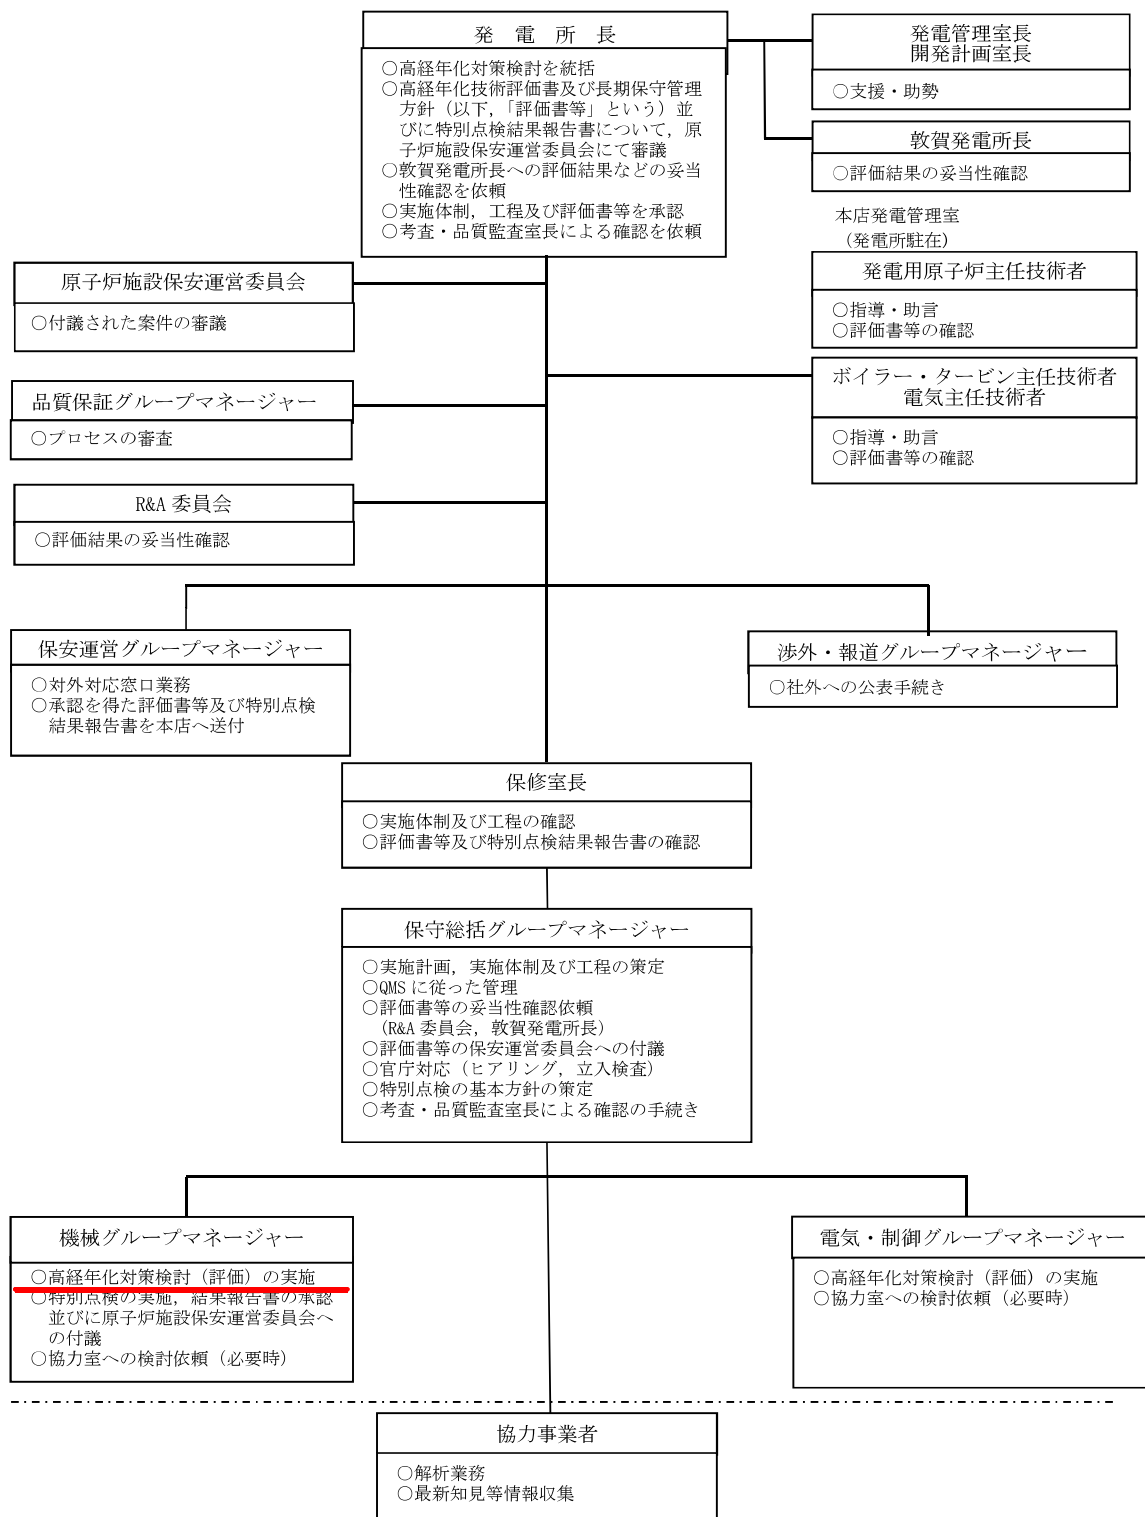 発　電　所　長
○高経年化対策検討を統括
○高経年化技術評価書及び長期保守管理
方針（以下，「評価書等」という）並
びに特別点検結果報告書について，原
子炉施設保安運営委員会にて審議
○敦賀発電所長への評価結果などの妥当
性確認を依頼
○実施体制，工程及び評価書等を承認
○考査・品質監査室長による確認を依頼
発電管理室長
開発計画室長
○支援・助勢
敦賀発電所長
○評価結果の妥当性確認
本店発電管理室
（発電所駐在）
発電用原子炉主任技術者
○指導・助言
○評価書等の確認
原子炉施設保安運営委員会
○付議された案件の審議
ボイラー・タービン主任技術者
電気主任技術者
○指導・助言
○評価書等の確認
品質保証グループマネージャー
○プロセスの審査
R&A 委員会
○評価結果の妥当性確認
保安運営グループマネージャー
○対外対応窓口業務
○承認を得た評価書等及び特別点検
結果報告書を本店へ送付
渉外・報道グループマネージャー
○社外への公表手続き
保修室長
○実施体制及び工程の確認
○評価書等及び特別点検結果報告書の確認
保守総括グループマネージャー
○実施計画，実施体制及び工程の策定
○QMS に従った管理
○評価書等の妥当性確認依頼
（R&A 委員会，敦賀発電所長）
○評価書等の保安運営委員会への付議
○官庁対応（ヒアリング，立入検査）
○特別点検の基本方針の策定
○考査・品質監査室長による確認の手続き
機械グループマネージャー
○高経年化対策検討（評価）の実施
○特別点検の実施，結果報告書の承認
並びに原子炉施設保安運営委員会へ
の付議
○協力室への検討依頼（必要時）
電気・制御グループマネージャー
○高経年化対策検討（評価）の実施
○協力室への検討依頼（必要時）
協力事業者
○解析業務
○最新知見等情報収集